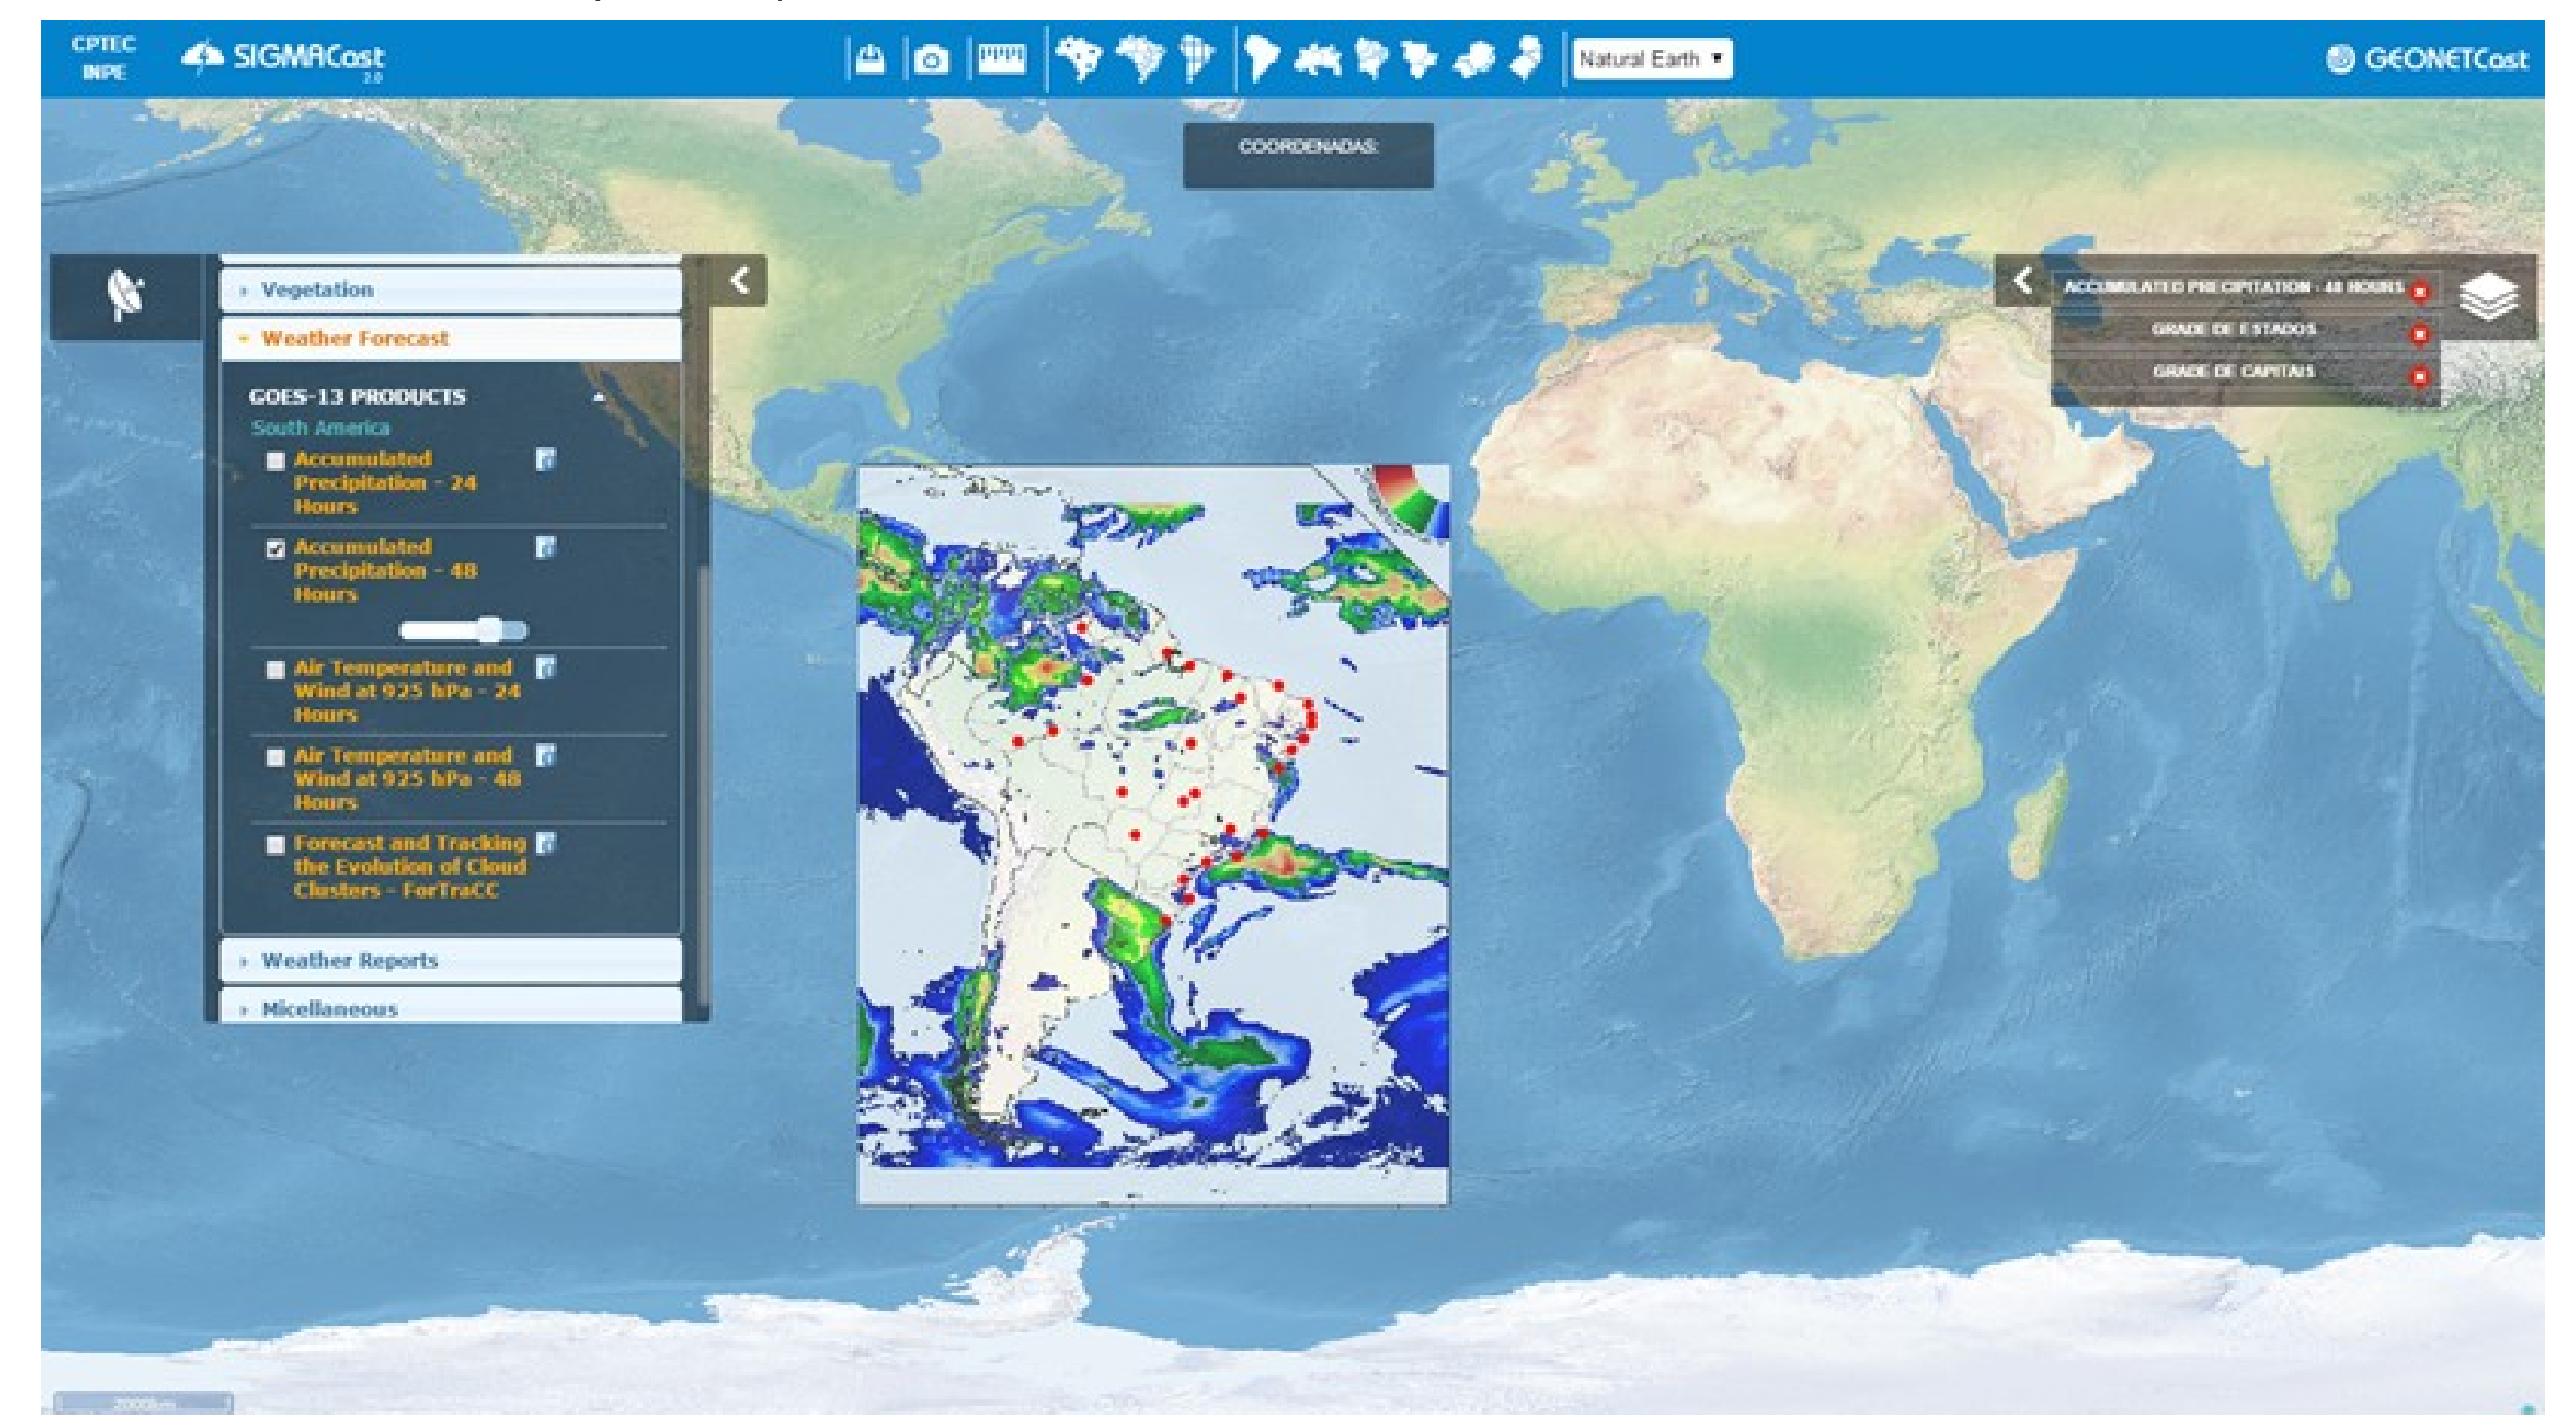 CPTEC
INPE
SIGMACast
2.0
Natural Earth
GEONETCast
COORDENADAS:
Vegetation
Weather Forecast
GOES-13 PRODUCTS
South America
Accumulated
Precipitation - 24
Hours
Accumulated
Precipitation - 48
Hours
Air Temperature and
Wind at 925 hPa - 24
Hours
Air Temperature and
Wind at 925 hPa - 48
Hours
Forecast and Tracking
the Evolution of Cloud
Clusters - ForTraCC
Weather Reports
Micellaneous
ACCUMULATED PRECIPITATION - 48 HOURS
GRADE DE ESTADOS
GRADE DE CAPITAIS
2000km